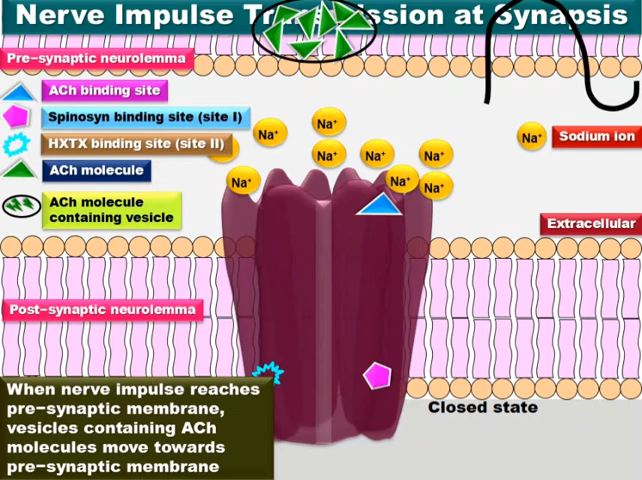 Nerve Impulse Tr mission at Synapsis
Pre-synaptic neurolemma
ACh binding site
Spinosyn binding site (site I)
HXTX binding site (site II)
ACh molecule
ACh molecule
containing vesicle
Na+
Na+
Na+
Na+
Na+
Na+
Na+
Na+
Na+
Sodium ion
Extracellular
Post-synaptic neurolemma
Closed state
When nerve impulse reaches
pre-synaptic membrane,
vesicles containing ACh
molecules move towards
pre-synaptic membrane